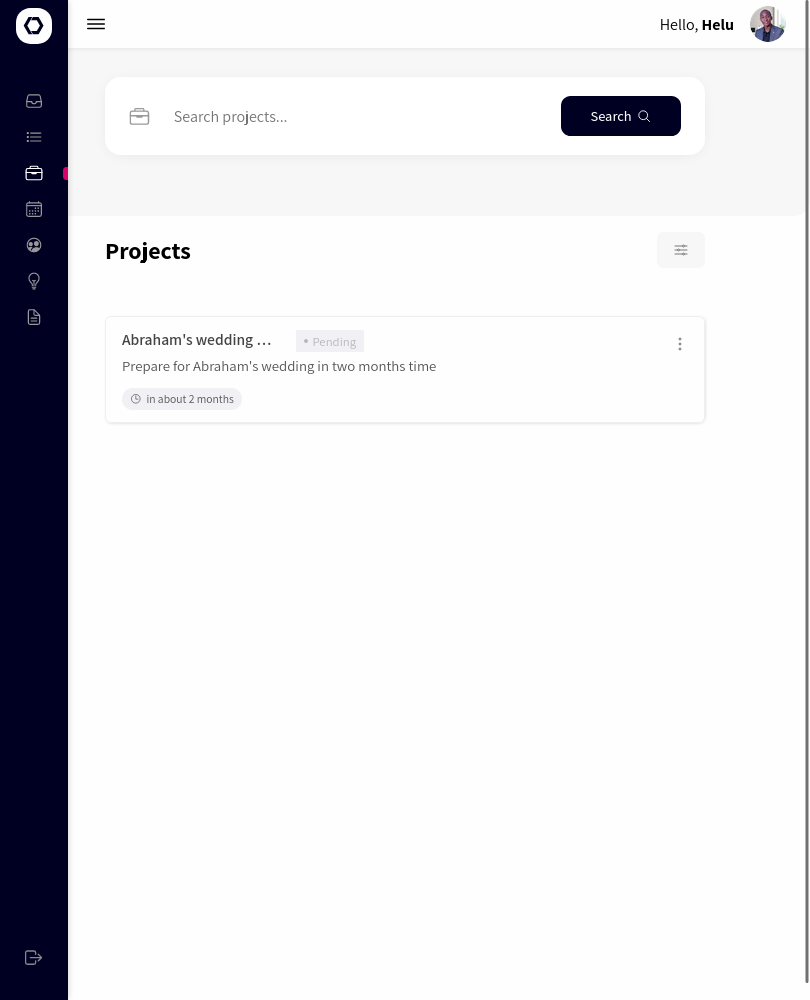 Hello, Helu
Search projects...
Search
Projects
Abraham's wedding ...
Pending
Prepare for Abraham's wedding in two months time
in about 2 months